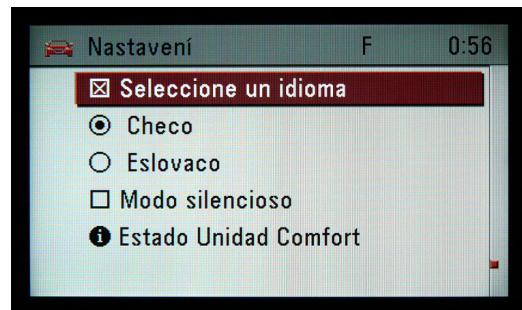 Nastavení F 0:56
Seleccione un idioma
Checo
Eslovaco
Modo silencioso
Estado Unidad Comfort